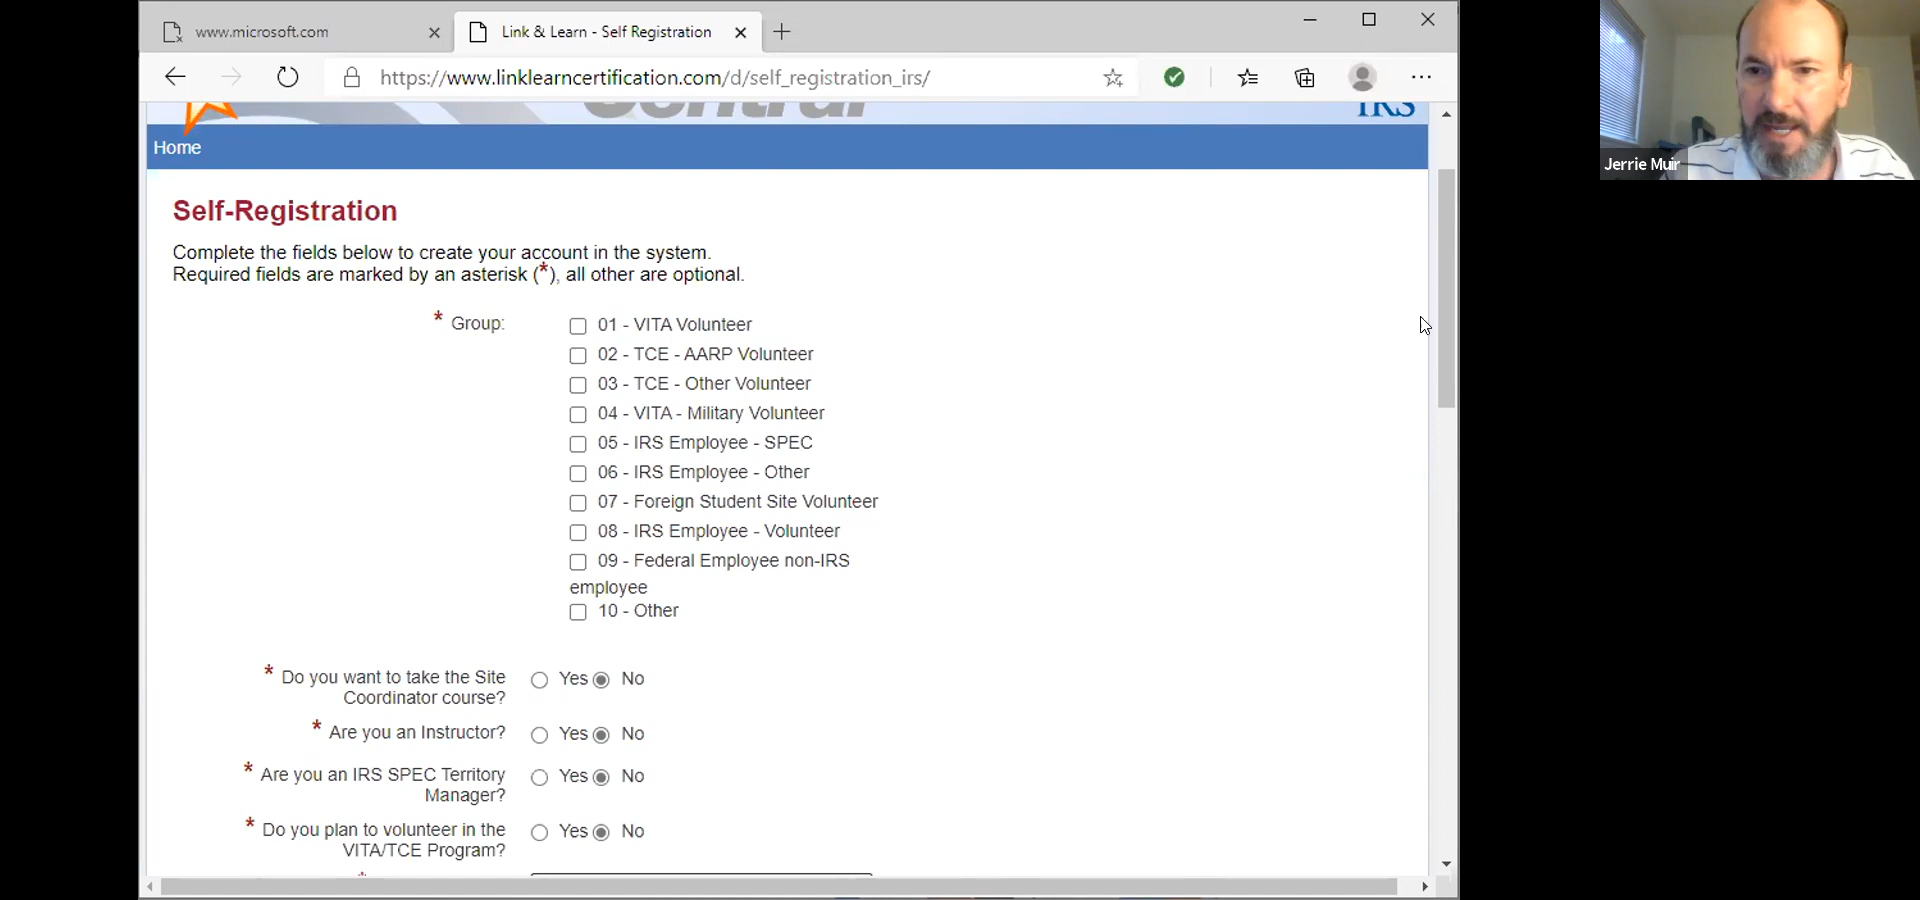 www.microsoft.com
Link & Learn - Self Registration
https://www.linklearncertification.com/d/self_registration_irs/
Central
IRS
Home
Jerrie Muir
Self-Registration
Complete the fields below to create your account in the system.
Required fields are marked by an asterisk (*), all other are optional.
* Group:
01 - VITA Volunteer
02 - TCE - AARP Volunteer
03 - TCE - Other Volunteer
04 - VITA - Military Volunteer
05 - IRS Employee - SPEC
06 - IRS Employee - Other
07 - Foreign Student Site Volunteer
08 - IRS Employee - Volunteer
09 - Federal Employee non-IRS
employee
10 - Other
* Do you want to take the Site
Coordinator course?
Yes No
* Are you an Instructor?
Yes No
* Are you an IRS SPEC Territory
Manager?
Yes No
* Do you plan to volunteer in the
VITA/TCE Program?
Yes No
*